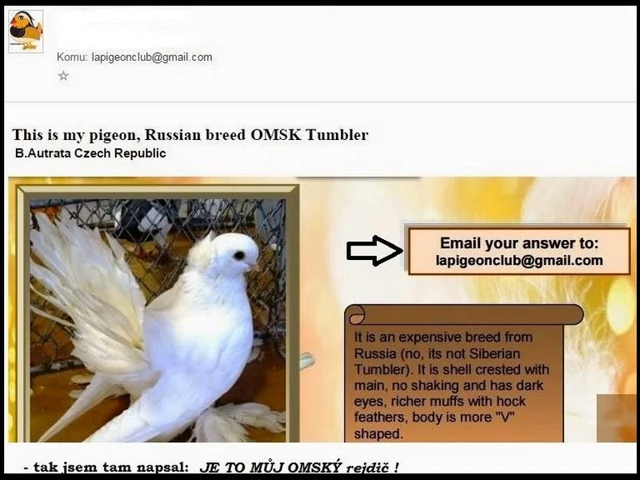 Komu: lapigeonclub@gmail.com
This is my pigeon, Russian breed OMSK Tumbler
B.Autrata Czech Republic
Email your answer to:
lapigeonclub@gmail.com
It is an expensive breed from
Russia (no, its not Siberian
Tumbler). It is shell crested with
main, no shaking and has dark
eyes, richer muffs with hock
feathers, body is more "V"
shaped.
- tak jsem tam napsal: JE TO MŮJ OMSKÝ rejdič !